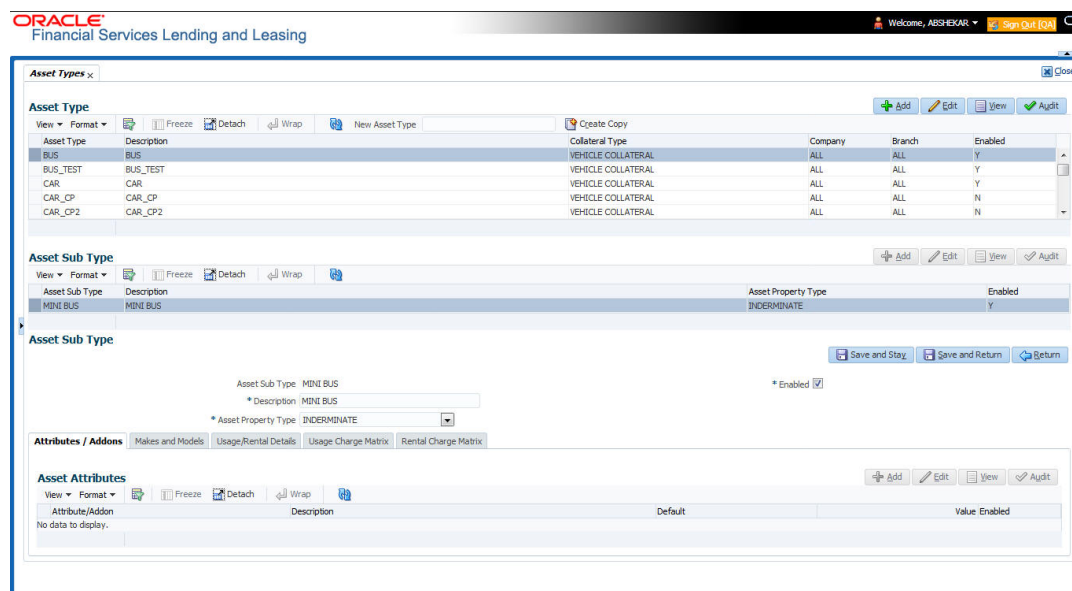 ORACLE
Financial Services Lending and Leasing
Welcome, ABSHEKAR
Sign Out [QA]
Asset Types x
Close
Asset Type
Add Edit View Audit
View Format Freeze Detach Wrap New Asset Type Create Copy
Asset Type Description Collateral Type Company Branch Enabled
BUS BUS VEHICLE COLLATERAL ALL ALL Y
BUS_TEST BUS_TEST VEHICLE COLLATERAL ALL ALL Y
CAR CAR VEHICLE COLLATERAL ALL ALL Y
CAR_CP CAR_CP VEHICLE COLLATERAL ALL ALL N
CAR_CP2 CAR_CP2 VEHICLE COLLATERAL ALL ALL N
Asset Sub Type
Add Edit View Audit
View Format Freeze Detach Wrap
Asset Sub Type Description Asset Property Type Enabled
MINI BUS MINI BUS INDERMINATE Y
Asset Sub Type
Save and Stay Save and Return Return
Asset Sub Type MINI BUS * Enabled
* Description MINI BUS
* Asset Property Type INDERMINATE
Attributes / Addons Makes and Models Usage/Rental Details Usage Charge Matrix Rental Charge Matrix
Asset Attributes
Add Edit View Audit
View Format Freeze Detach Wrap
Attribute/Addon Description Default Value Enabled
No data to display.